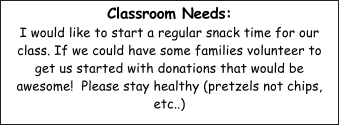 Classroom Needs:
I would like to start a regular snack time for our
class. If we could have some families volunteer to
get us started with donations that would be
awesome!  Please stay healthy (pretzels not chips,
etc..)